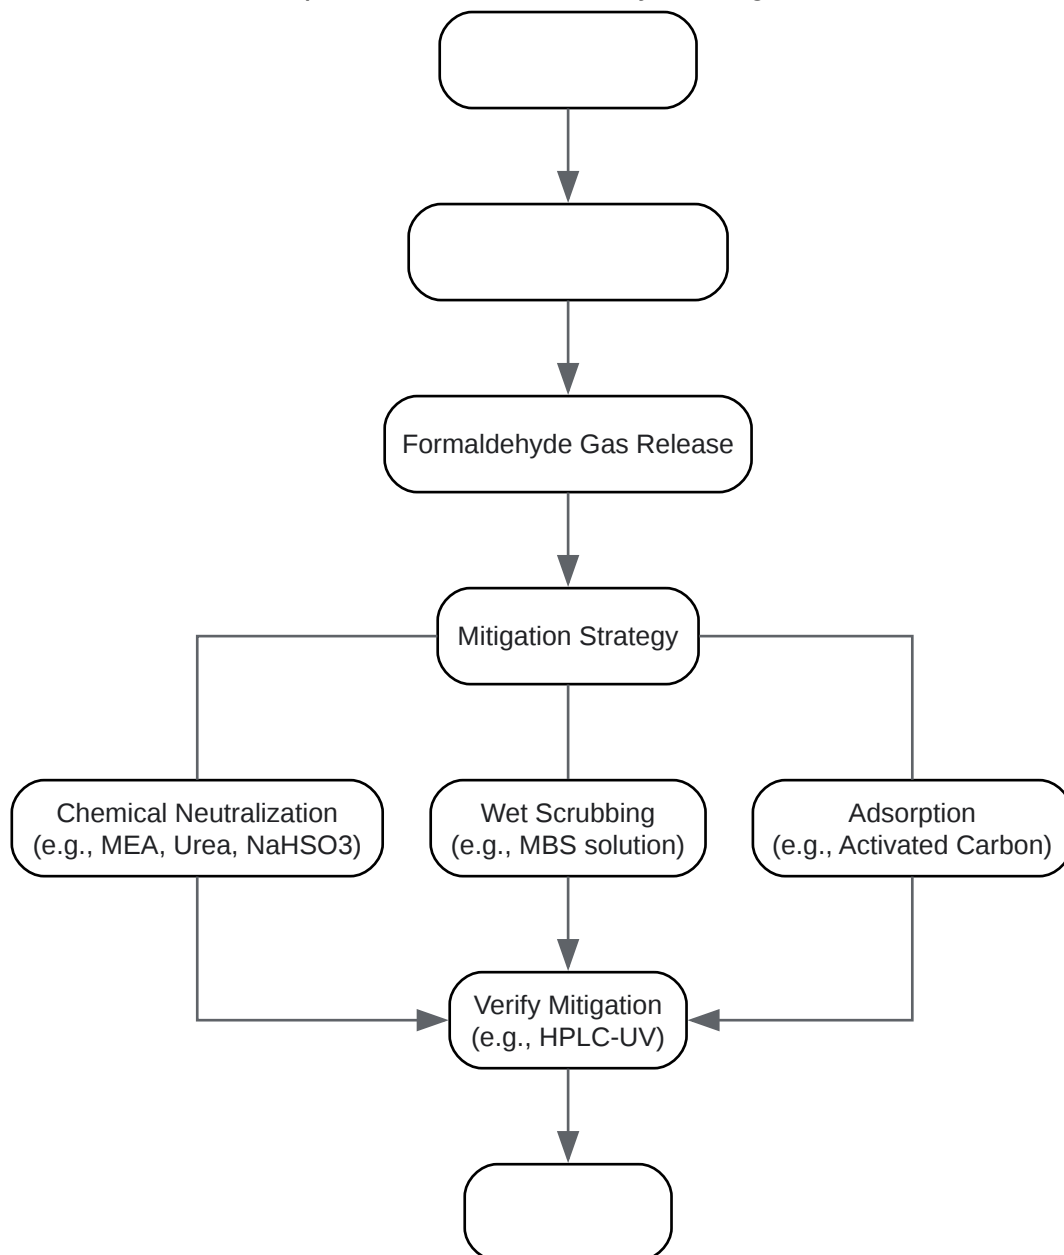 Formaldehyde Gas Release
Mitigation Strategy
Chemical Neutralization
(e.g., MEA, Urea, NaHSO3)
Wet Scrubbing
(e.g., MBS solution)
Adsorption
(e.g., Activated Carbon)
Verify Mitigation
(e.g., HPLC-UV)